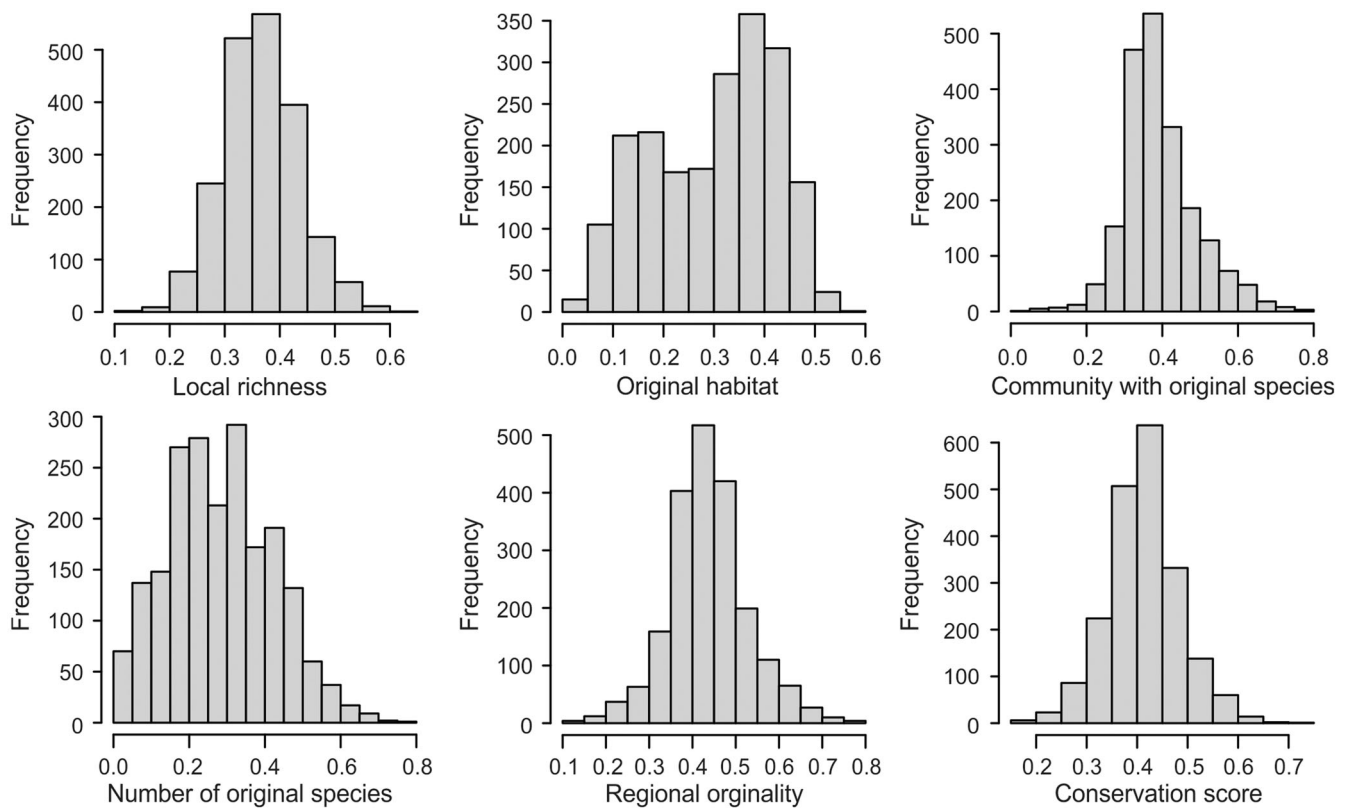 Frequency
500
400
300
200
100
0
0.1 0.2 0.3 0.4 0.5 0.6
Local richness
Frequency
350
300
250
200
150
100
50
0
0.0 0.1 0.2 0.3 0.4 0.5 0.6
Original habitat
Frequency
500
400
300
200
100
0
0.0 0.2 0.4 0.6 0.8
Community with original species
Frequency
300
250
200
150
100
50
0
0.0 0.2 0.4 0.6 0.8
Number of original species
Frequency
500
400
300
200
100
0
0.1 0.2 0.3 0.4 0.5 0.6 0.7 0.8
Regional orginality
Frequency
600
500
400
300
200
100
0
0.2 0.3 0.4 0.5 0.6 0.7
Conservation score